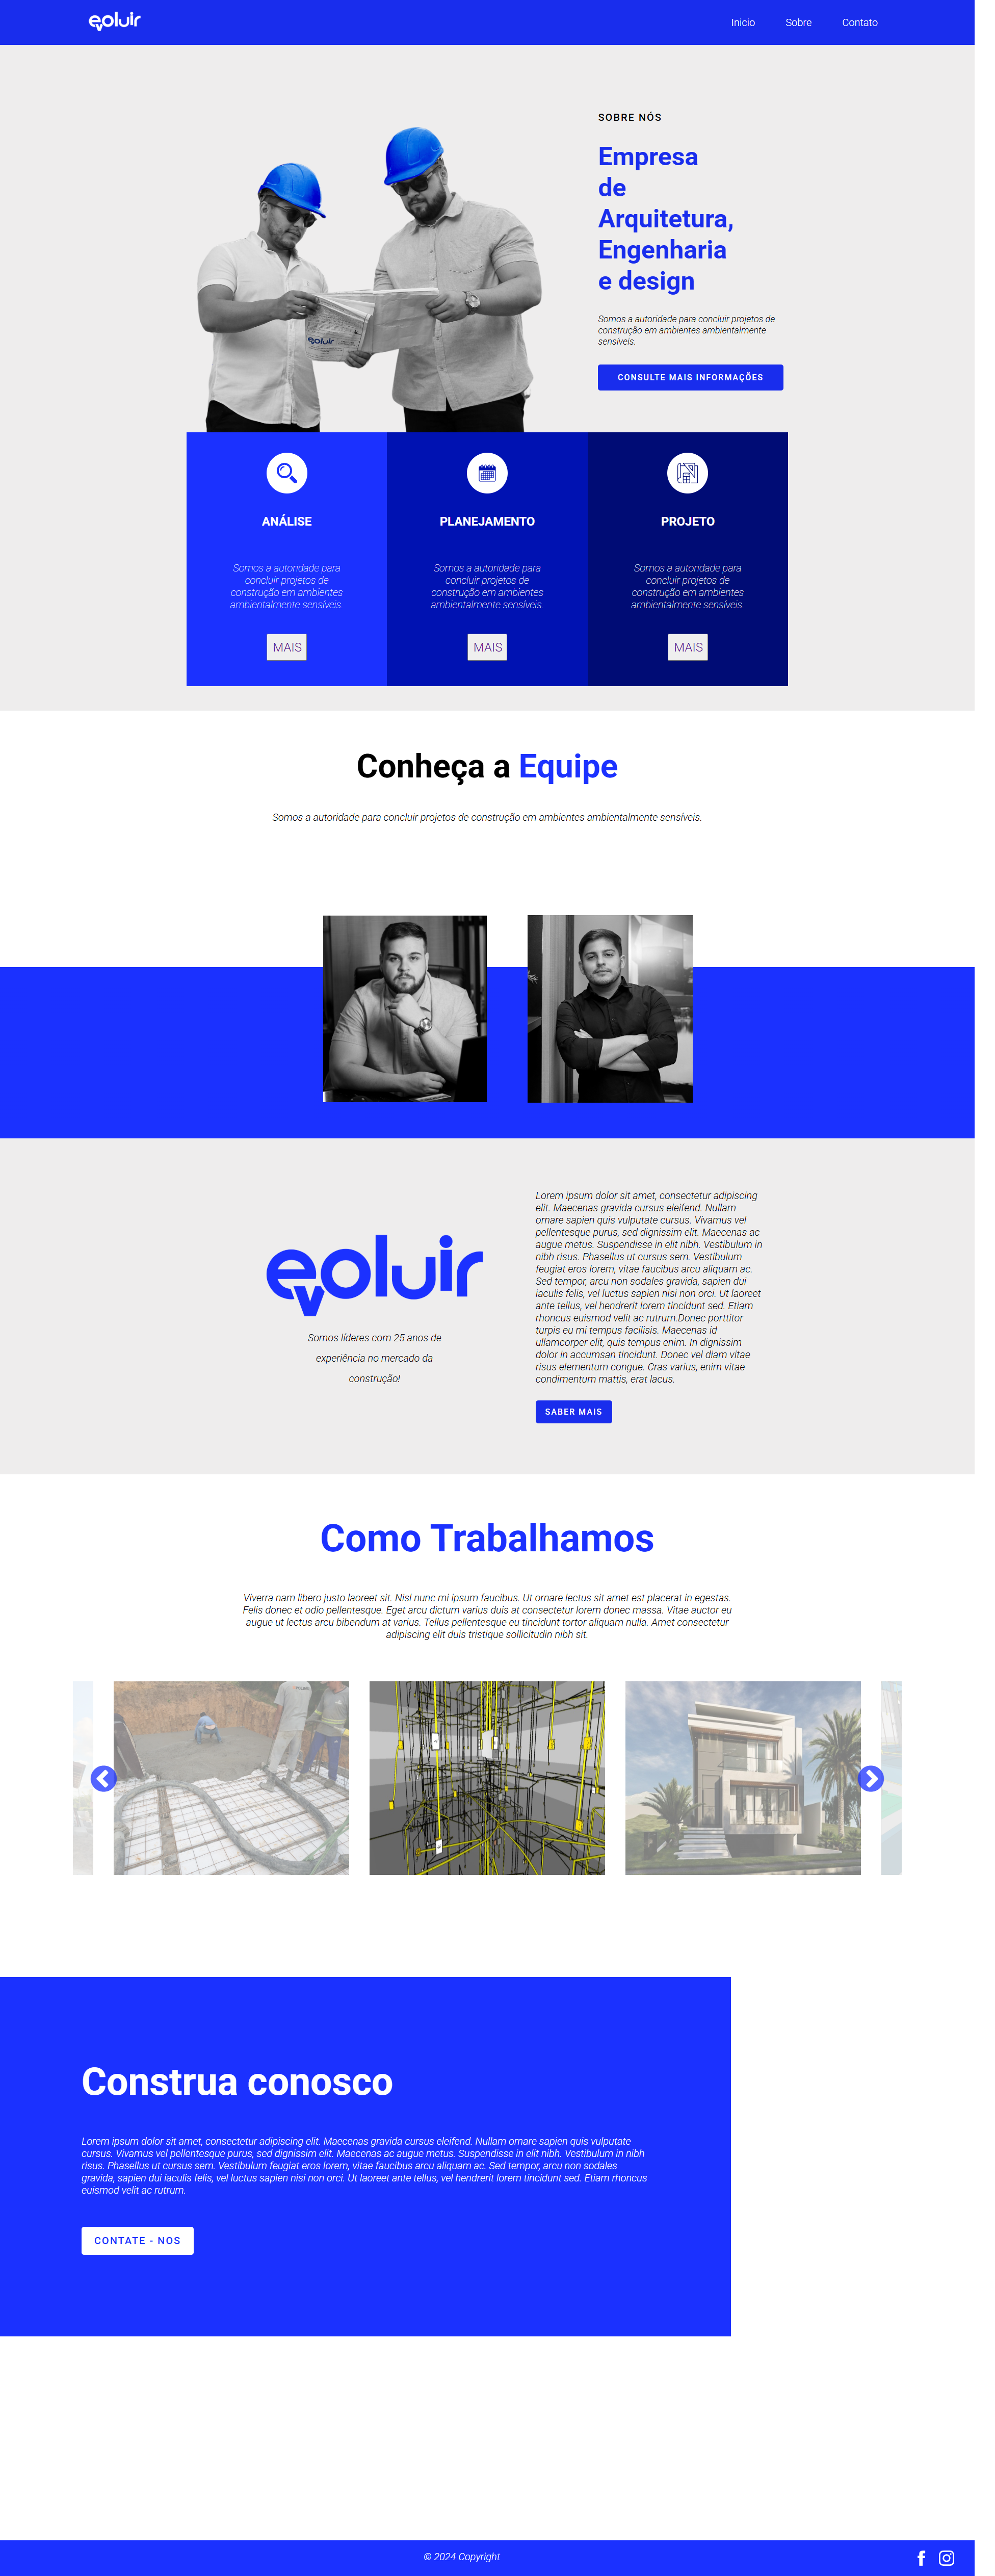 evoluir
Inicio
Sobre
Contato
SOBRE NÓS
Empresa
de
Arquitetura,
Engenharia
e design
Somos a autoridade para concluir projetos de
construção em ambientes ambientalmente
sensíveis.
CONSULTE MAIS INFORMAÇÕES
evoluir
ANÁLISE
Somos a autoridade para
concluir projetos de
construção em ambientes
ambientalmente sensíveis.
MAIS
PLANEJAMENTO
Somos a autoridade para
concluir projetos de
construção em ambientes
ambientalmente sensíveis.
MAIS
PROJETO
Somos a autoridade para
concluir projetos de
construção em ambientes
ambientalmente sensíveis.
MAIS
Conheça a Equipe
Somos a autoridade para concluir projetos de construção em ambientes ambientalmente sensíveis.
evoluir
Somos líderes com 25 anos de
experiência no mercado da
construção!
Lorem ipsum dolor sit amet, consectetur adipiscing
elit. Maecenas gravida cursus eleifend. Nullam
ornare sapien quis vulputate cursus. Vivamus vel
pellentesque purus, sed dignissim elit. Maecenas ac
augue metus. Suspendisse in elit nibh. Vestibulum in
nibh risus. Phasellus ut cursus sem. Vestibulum
feugiat eros lorem, vitae faucibus arcu aliquam ac.
Sed tempor, arcu non sodales gravida, sapien dui
iaculis felis, vel luctus sapien nisi non orci. Ut laoreet
ante tellus, vel hendrerit lorem tincidunt sed. Etiam
rhoncus euismod velit ac rutrum.Donec porttitor
turpis eu mi tempus facilisis. Maecenas id
ullamcorper elit, quis tempus enim. In dignissim
dolor in accumsan tincidunt. Donec vel diam vitae
risus elementum congue. Cras varius, enim vitae
condimentum mattis, erat lacus.
SABER MAIS
Como Trabalhamos
Viverra nam libero justo laoreet sit. Nisl nunc mi ipsum faucibus. Ut ornare lectus sit amet est placerat in egestas.
Felis donec et odio pellentesque. Eget arcu dictum varius duis at consectetur lorem donec massa. Vitae auctor eu
augue ut lectus arcu bibendum at varius. Tellus pellentesque eu tincidunt tortor aliquam nulla. Amet consectetur
adipiscing elit duis tristique sollicitudin nibh sit.
Construa conosco
Lorem ipsum dolor sit amet, consectetur adipiscing elit. Maecenas gravida cursus eleifend. Nullam ornare sapien quis vulputate
cursus. Vivamus vel pellentesque purus, sed dignissim elit. Maecenas ac augue metus. Suspendisse in elit nibh. Vestibulum in nibh
risus. Phasellus ut cursus sem. Vestibulum feugiat eros lorem, vitae faucibus arcu aliquam ac. Sed tempor, arcu non sodales
gravida, sapien dui iaculis felis, vel luctus sapien nisi non orci. Ut laoreet ante tellus, vel hendrerit lorem tincidunt sed. Etiam rhoncus
euismod velit ac rutrum.
CONTATE - NOS
© 2024 Copyright